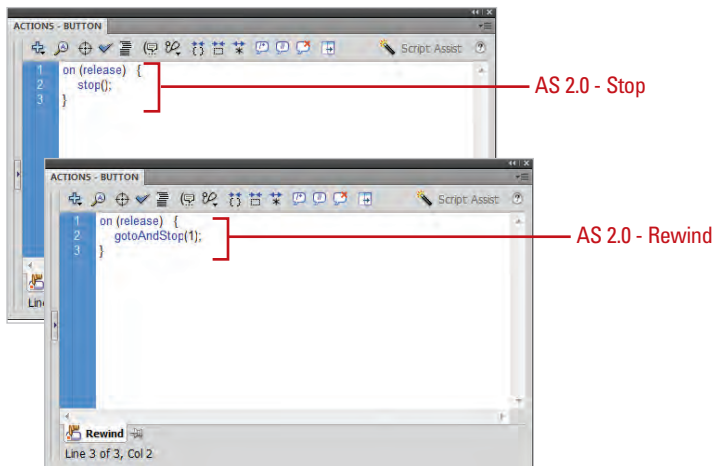 ACTIONS - BUTTON
Script Assist
1 on (release) {
2 stop();
3 }
AS 2.0 - Stop
Lin
ACTIONS - BUTTON
Script Assist
1 on (release) {
2 gotoAndStop(1);
3 }
AS 2.0 - Rewind
Rewind
Line 3 of 3, Col 2